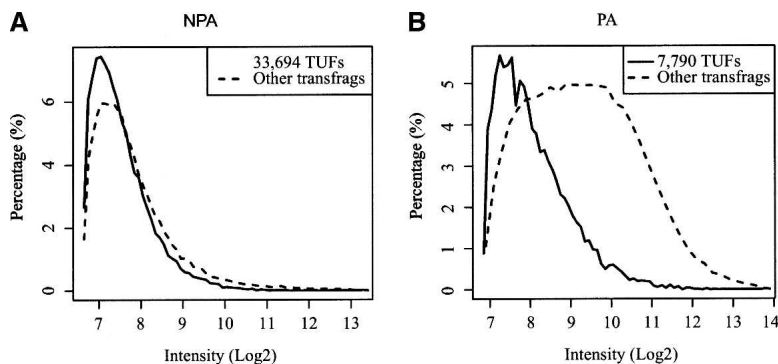 A
NPA
33,694 TUFs
Other transfrags
Percentage (%)
6
4
2
0
7 8 9 10 11 12 13
Intensity (Log2)
B
PA
7,790 TUFs
Other transfrags
Percentage (%)
5
4
3
2
1
0
7 8 9 10 11 12 13 14
Intensity (Log2)